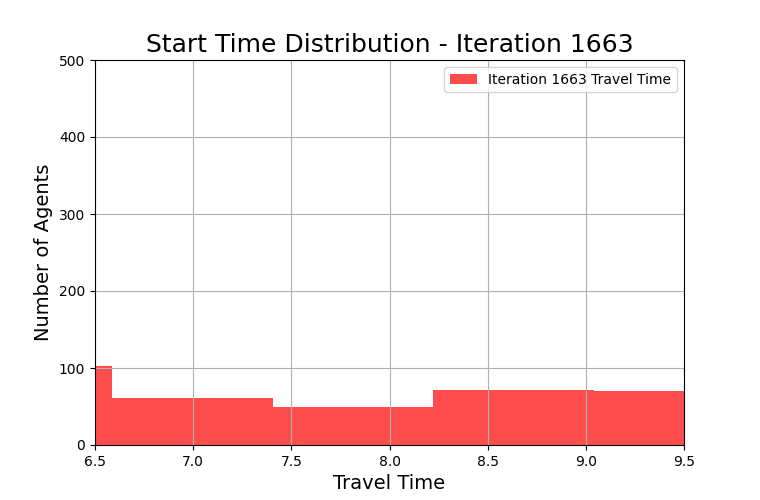 Start Time Distribution - Iteration 1663
Iteration 1663 Travel Time
Number of Agents
500
400
300
200
100
0
6.5 7.0 7.5 8.0 8.5 9.0 9.5
Travel Time